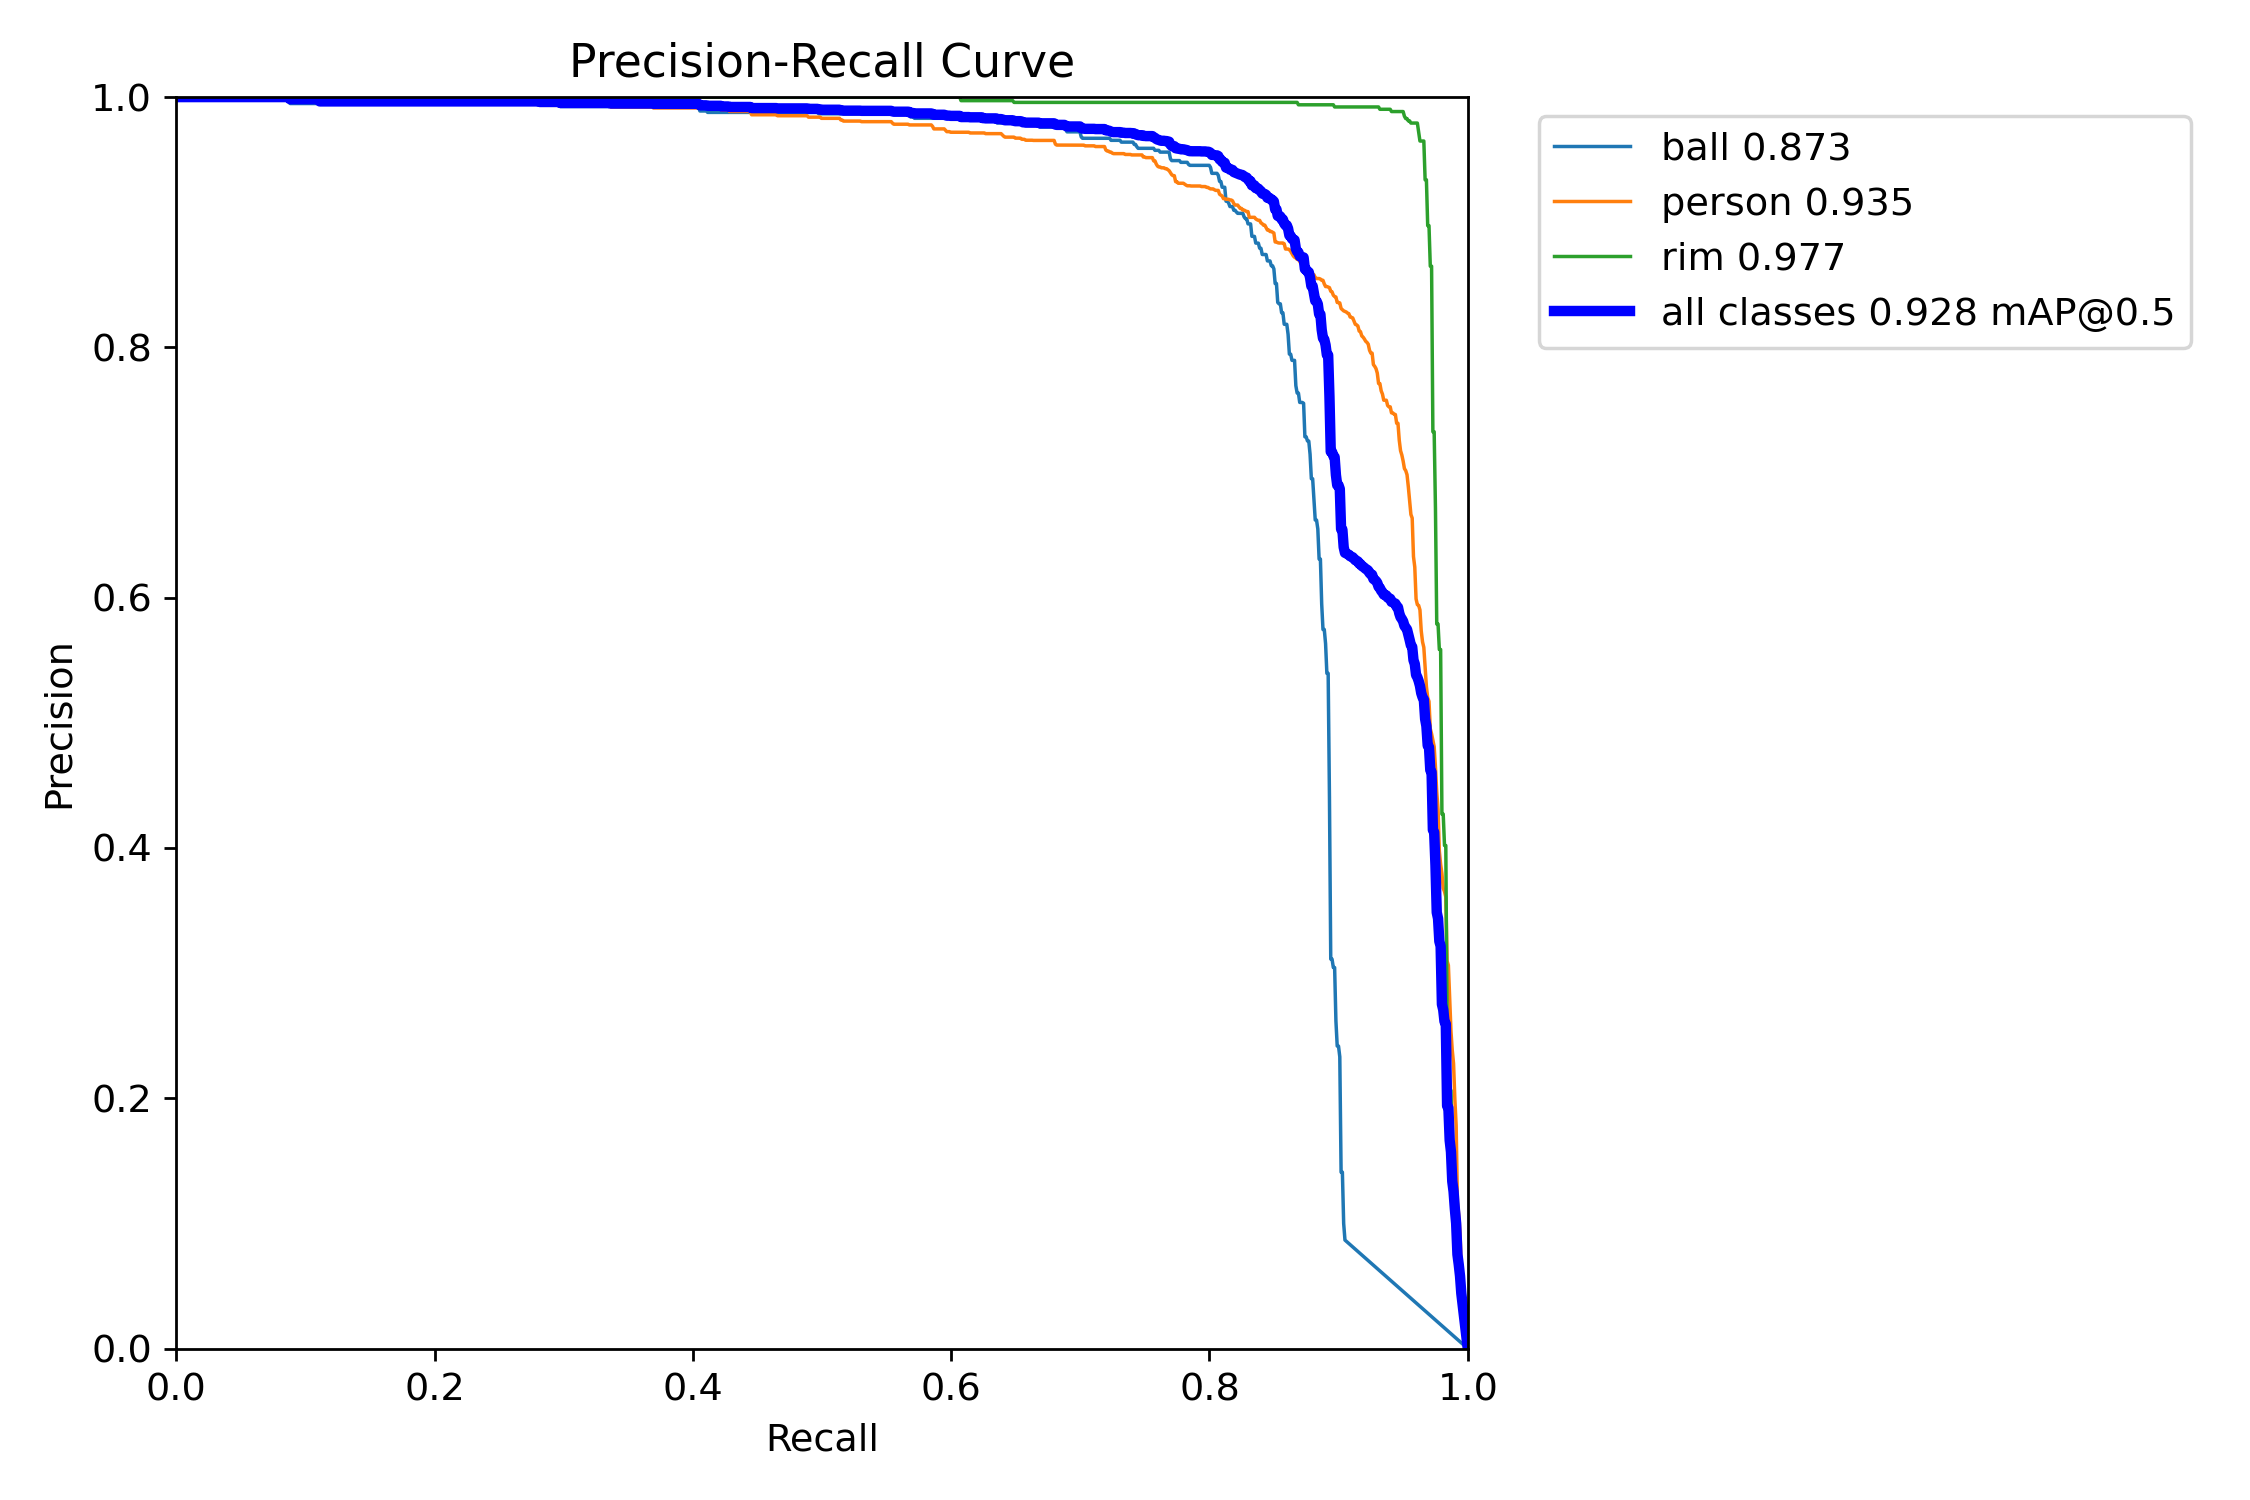 Precision-Recall Curve
1.0
0.8
0.6
0.4
0.2
0.0
Precision
0.0 0.2 0.4 0.6 0.8 1.0
Recall
ball 0.873
person 0.935
rim 0.977
all classes 0.928 mAP@0.5